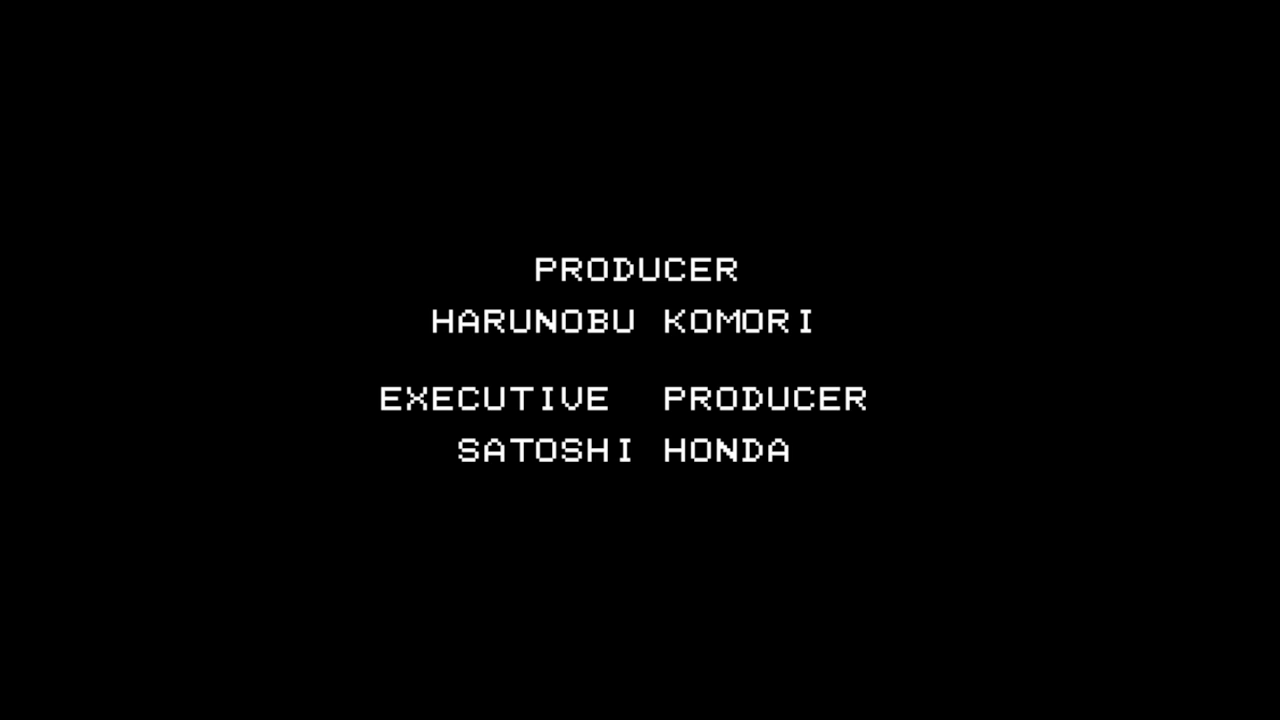 PRODUCER
HARUNOBU KOMORI
EXECUTIVE PRODUCER
SATOSHI HONDA